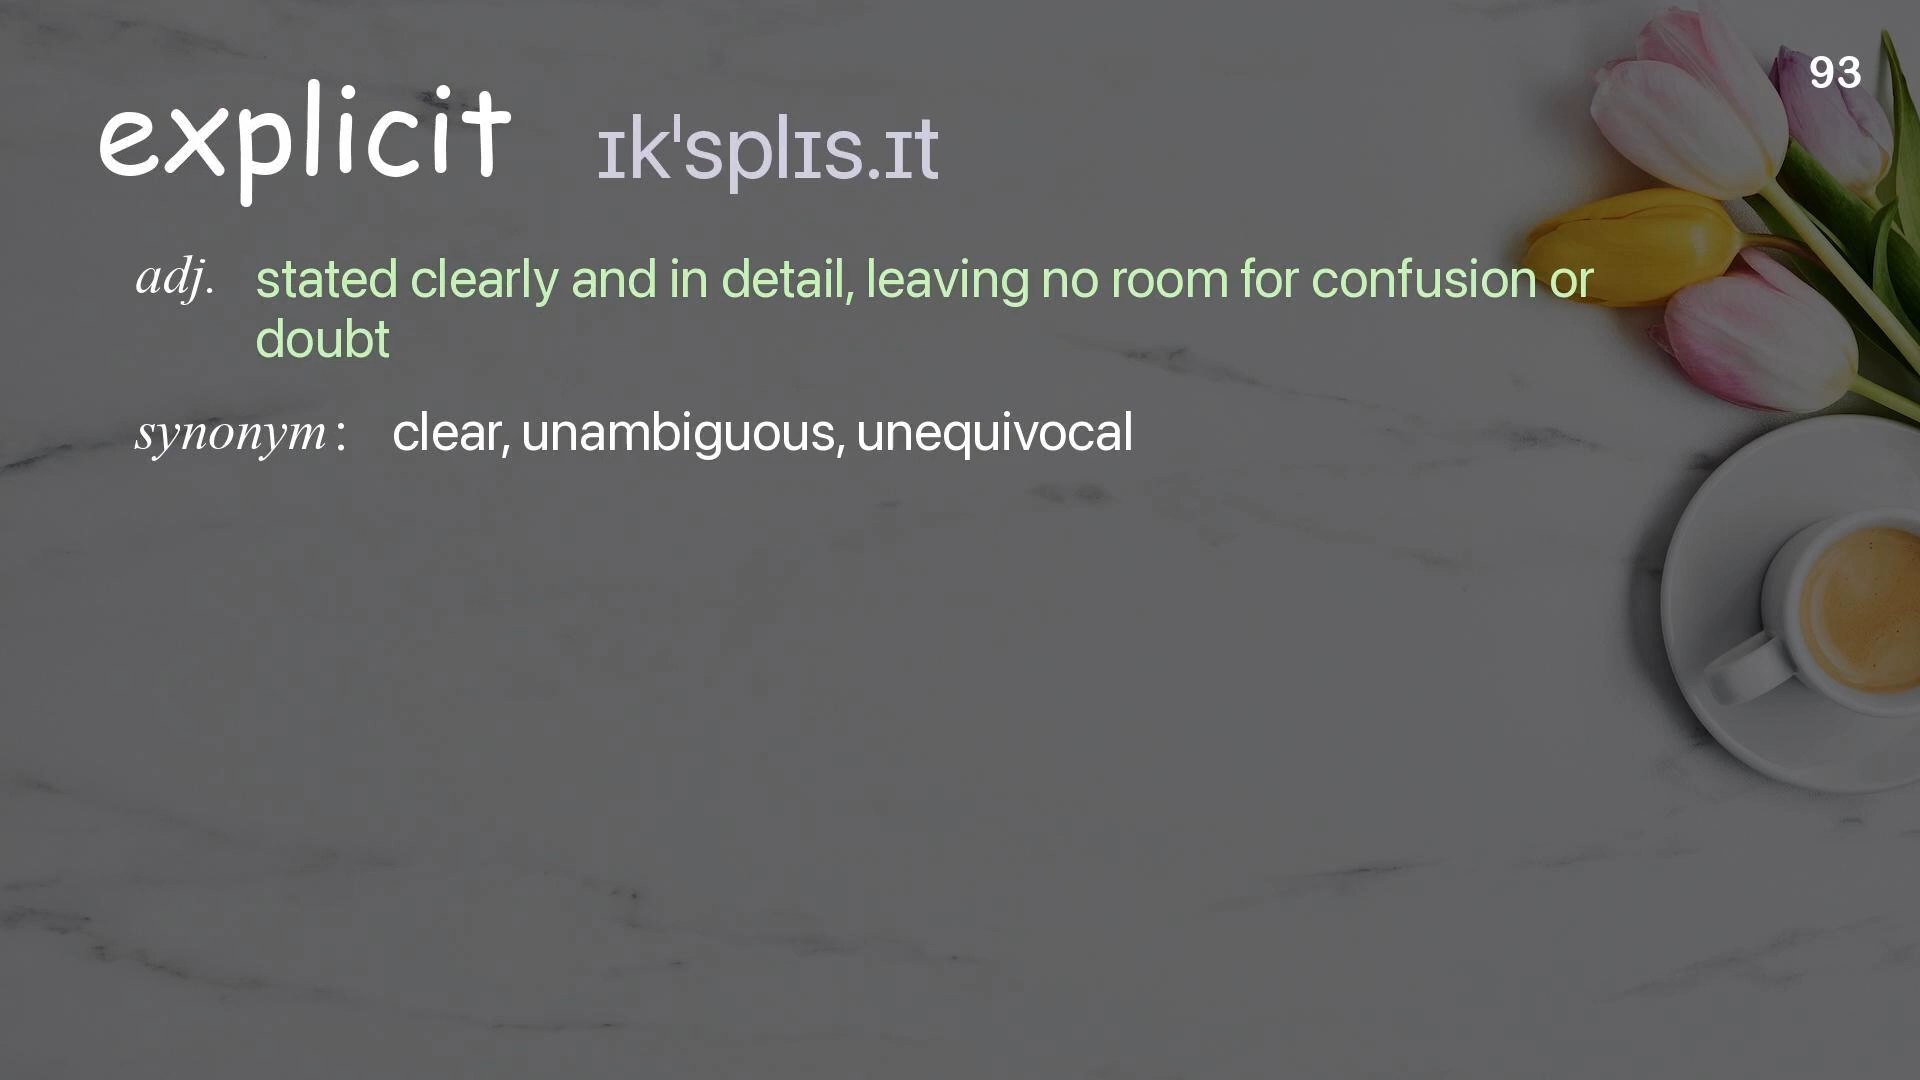 93
explicit ɪkˈsplɪs.ɪt
adj. stated clearly and in detail, leaving no room for confusion or
doubt
synonym: clear, unambiguous, unequivocal